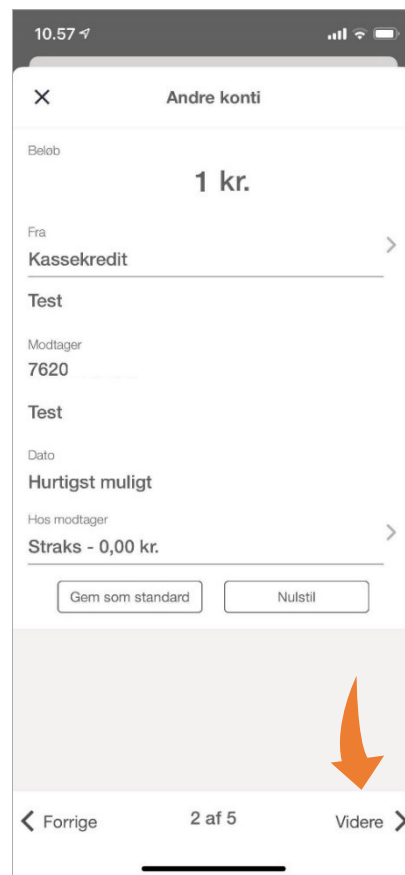 10.57
Andre konti
Beløb
1 kr.
Fra
Kassekredit
Test
Modtager
7620
Test
Dato
Hurtigst muligt
Hos modtager
Straks - 0,00 kr.
Gem som standard Nulstil
Forrige 2 af 5 Videre